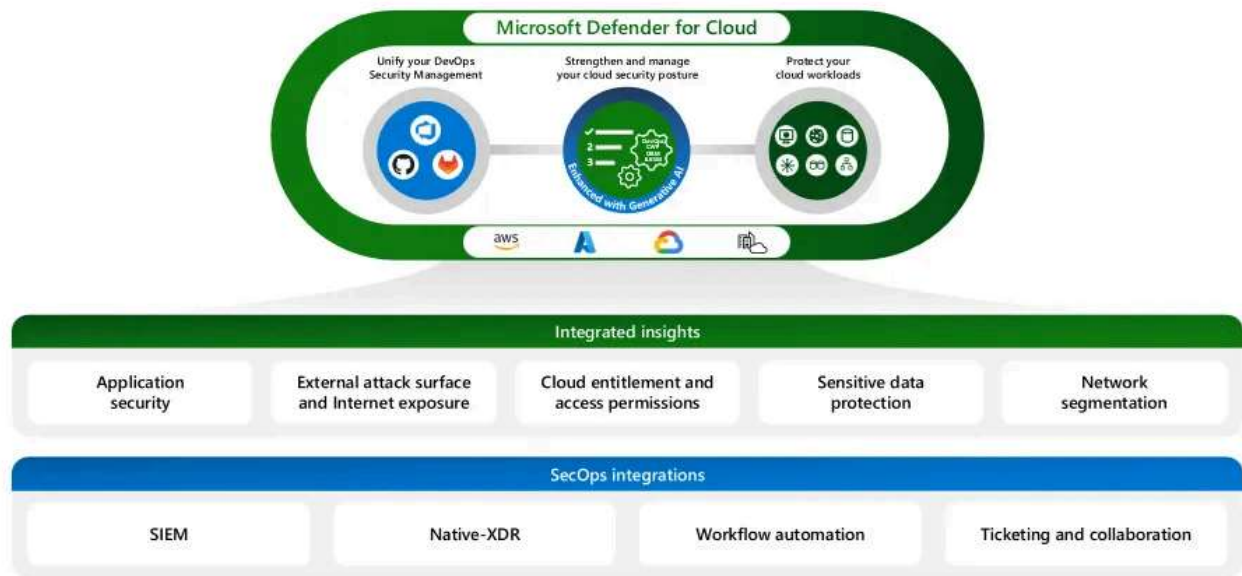 Microsoft Defender for Cloud
Unify your DevOps
Security Management
Strengthen and manage
your cloud security posture
Protect your
cloud workloads
2
3
Enhanced with Generative AI
aws
Integrated insights
Application
security
External attack surface
and Internet exposure
Cloud entitlement and
access permissions
Sensitive data
protection
Network
segmentation
SecOps integrations
SIEM
Native-XDR
Workflow automation
Ticketing and collaboration